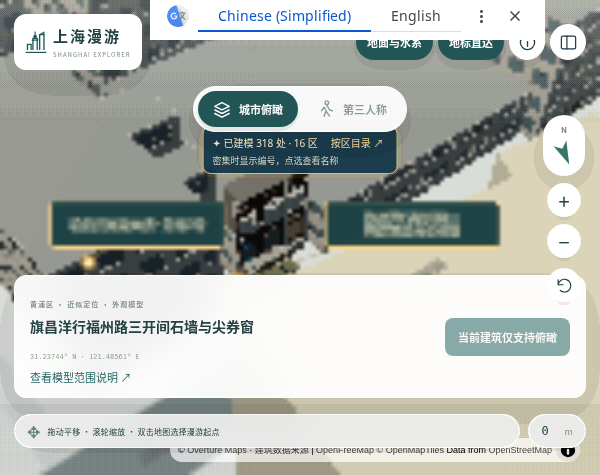 Chinese (Simplified)
English
上海漫游
SHANGHAI EXPLORER
地面与水系
地标直达
城市俯瞰
第三人称
✦ 已建模 318 处 · 16 区 按区目录 ↗
密集时显示编号，点选查看名称
N
+
−
黄浦区 · 近似定位 · 外观模型
旗昌洋行福州路三开间石墙与尖券窗
31.23744° N · 121.48561° E
查看模型范围说明 ↗
当前建筑仅支持俯瞰
拖动平移 · 滚轮缩放 · 双击地图选择漫游起点
0 m
© Overture Maps · 建筑数据来源 | OpenFreeMap © OpenMapTiles Data from OpenStreetMap